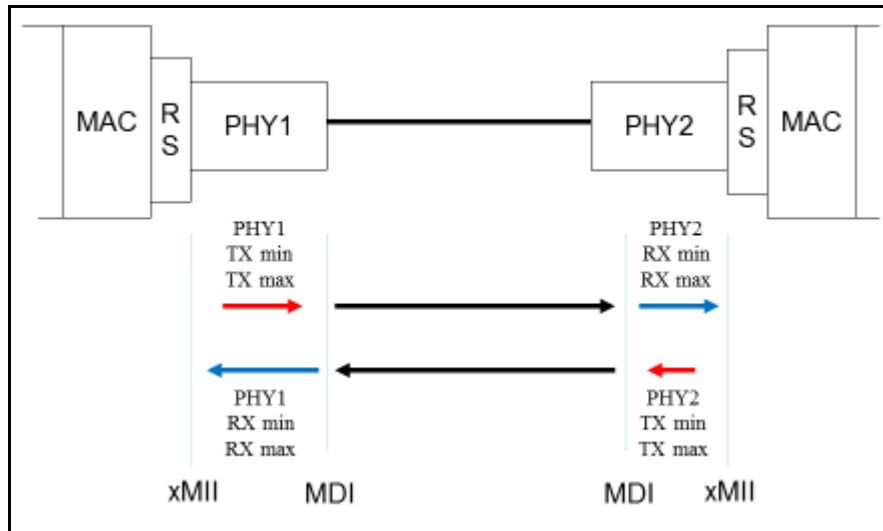 MAC
R
S
PHY1
PHY2
R
S
MAC
PHY1
TX min
TX max
PHY2
RX min
RX max
PHY1
RX min
RX max
PHY2
TX min
TX max
xMII
MDI
MDI
xMII